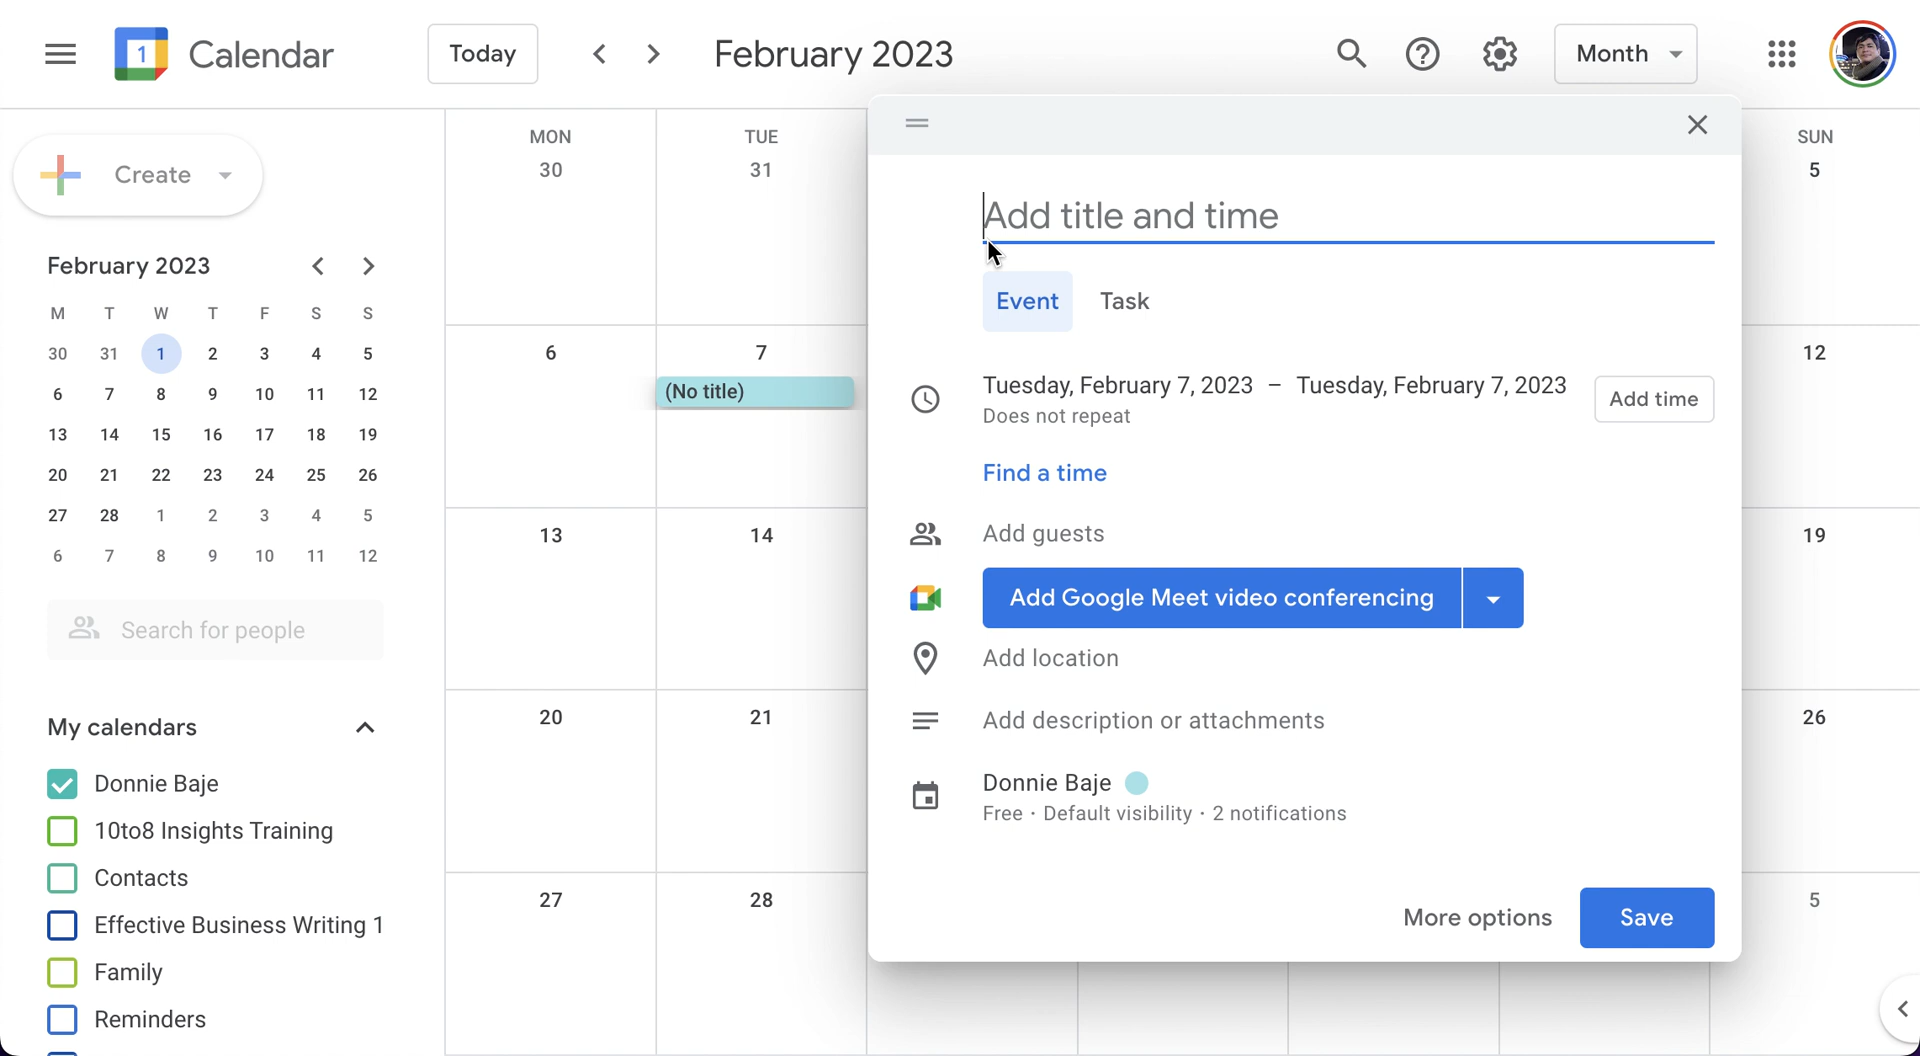 1 Calendar Today February 2023 Month
Create
February 2023
M T W T F S S
30 31 1 2 3 4 5
6 7 8 9 10 11 12
13 14 15 16 17 18 19
20 21 22 23 24 25 26
27 28 1 2 3 4 5
6 7 8 9 10 11 12
Search for people
My calendars
Donnie Baje
10to8 Insights Training
Contacts
Effective Business Writing 1
Family
Reminders
MON TUE SUN
30 31 5
6 7 12
(No title)
13 14 19
20 21 26
27 28 5
Add title and time
Event Task
Tuesday, February 7, 2023 – Tuesday, February 7, 2023 Add time
Does not repeat
Find a time
Add guests
Add Google Meet video conferencing
Add location
Add description or attachments
Donnie Baje
Free · Default visibility · 2 notifications
More options Save